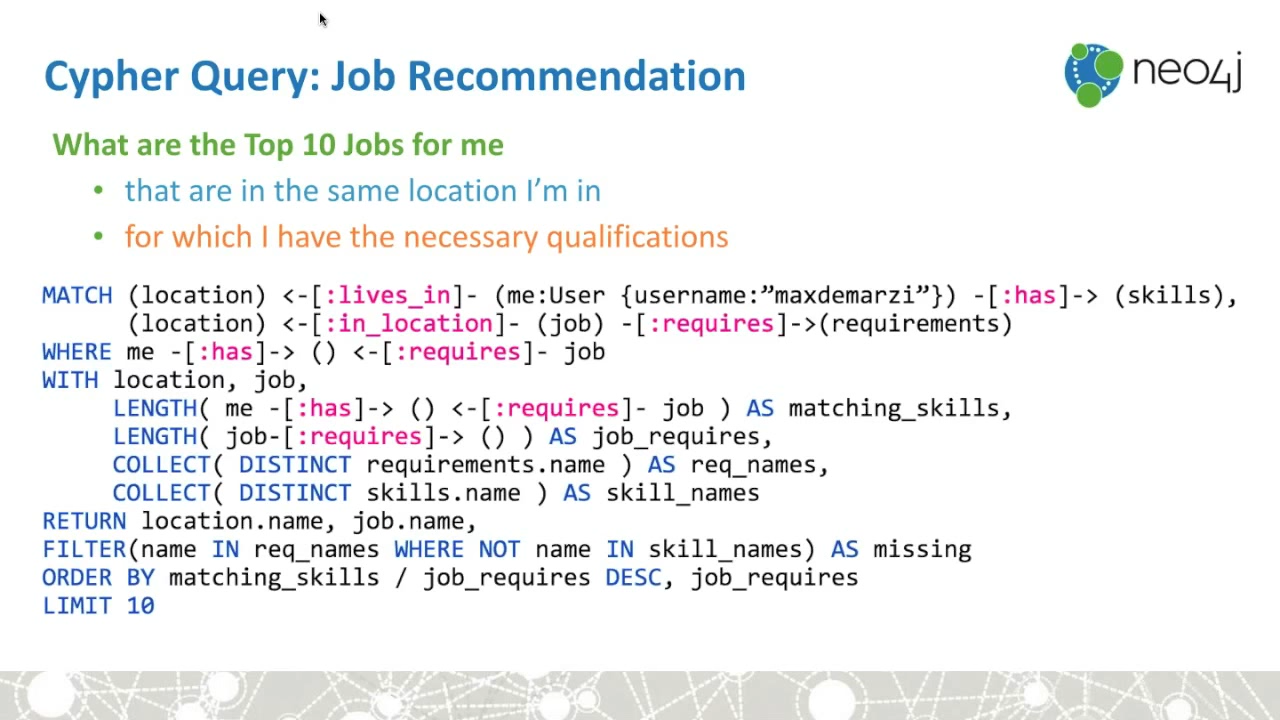 Cypher Query: Job Recommendation
neo4j
What are the Top 10 Jobs for me
• that are in the same location I’m in
• for which I have the necessary qualifications
MATCH (location) <-[:lives_in]- (me:User {username:”maxdemarzi”}) -[:has]-> (skills),
(location) <-[:in_location]- (job) -[:requires]->(requirements)
WHERE me -[:has]-> () <-[:requires]- job
WITH location, job,
LENGTH( me -[:has]-> () <-[:requires]- job ) AS matching_skills,
LENGTH( job-[:requires]-> () ) AS job_requires,
COLLECT( DISTINCT requirements.name ) AS req_names,
COLLECT( DISTINCT skills.name ) AS skill_names
RETURN location.name, job.name,
FILTER(name IN req_names WHERE NOT name IN skill_names) AS missing
ORDER BY matching_skills / job_requires DESC, job_requires
LIMIT 10